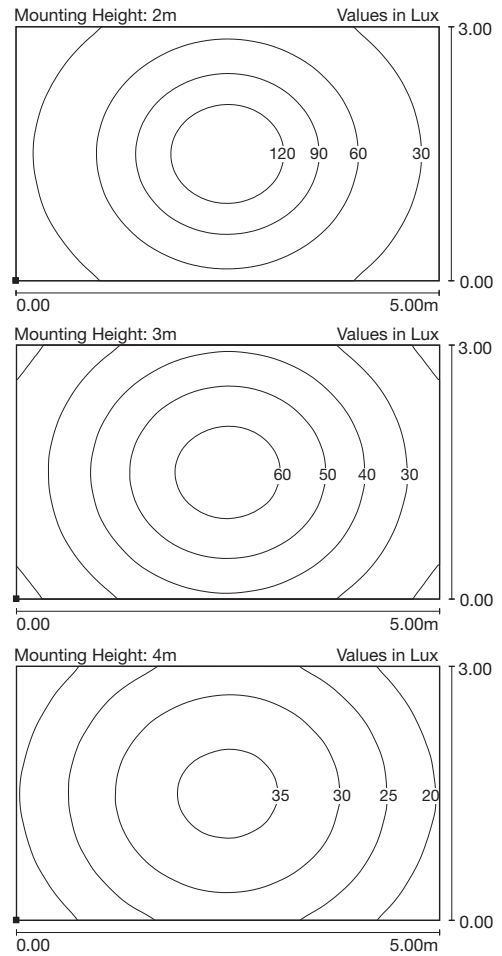 Mounting Height: 2m Values in Lux
3.00
120 90 60 30
0.00
0.00 5.00m
Mounting Height: 3m Values in Lux
3.00
60 50 40 30
0.00
0.00 5.00m
Mounting Height: 4m Values in Lux
3.00
35 30 25 20
0.00
0.00 5.00m